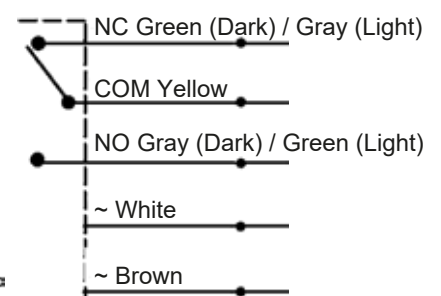 NC Green (Dark) / Gray (Light)
COM Yellow
NO Gray (Dark) / Green (Light)
~ White
~ Brown